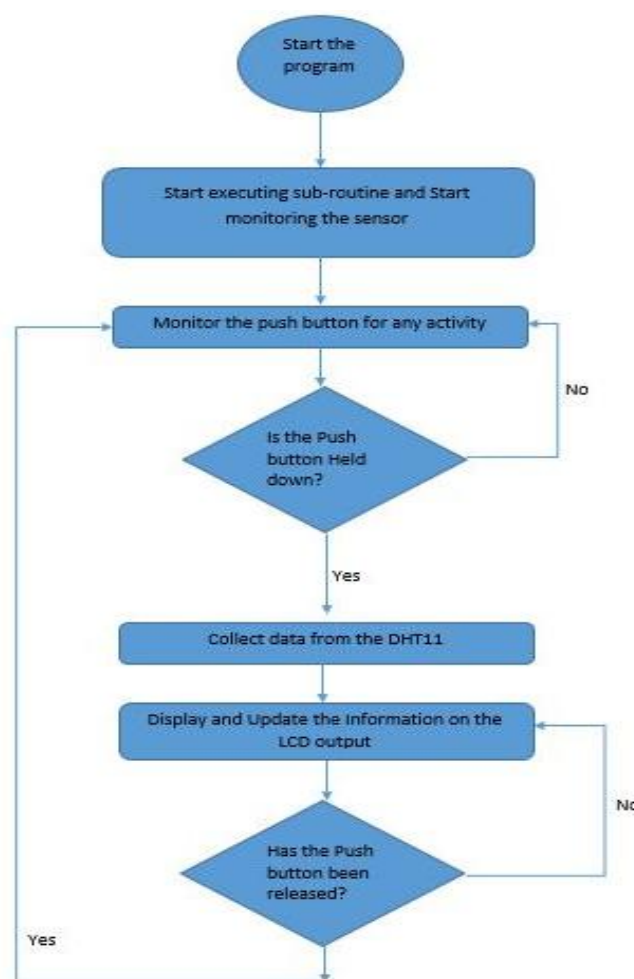 Start the
program
Start executing sub-routine and Start
monitoring the sensor
Monitor the push button for any activity
No
Is the Push
button Held
down?
Yes
Collect data from the DHT11
Display and Update the Information on the
LCD output
No
Has the Push
button been
released?
Yes